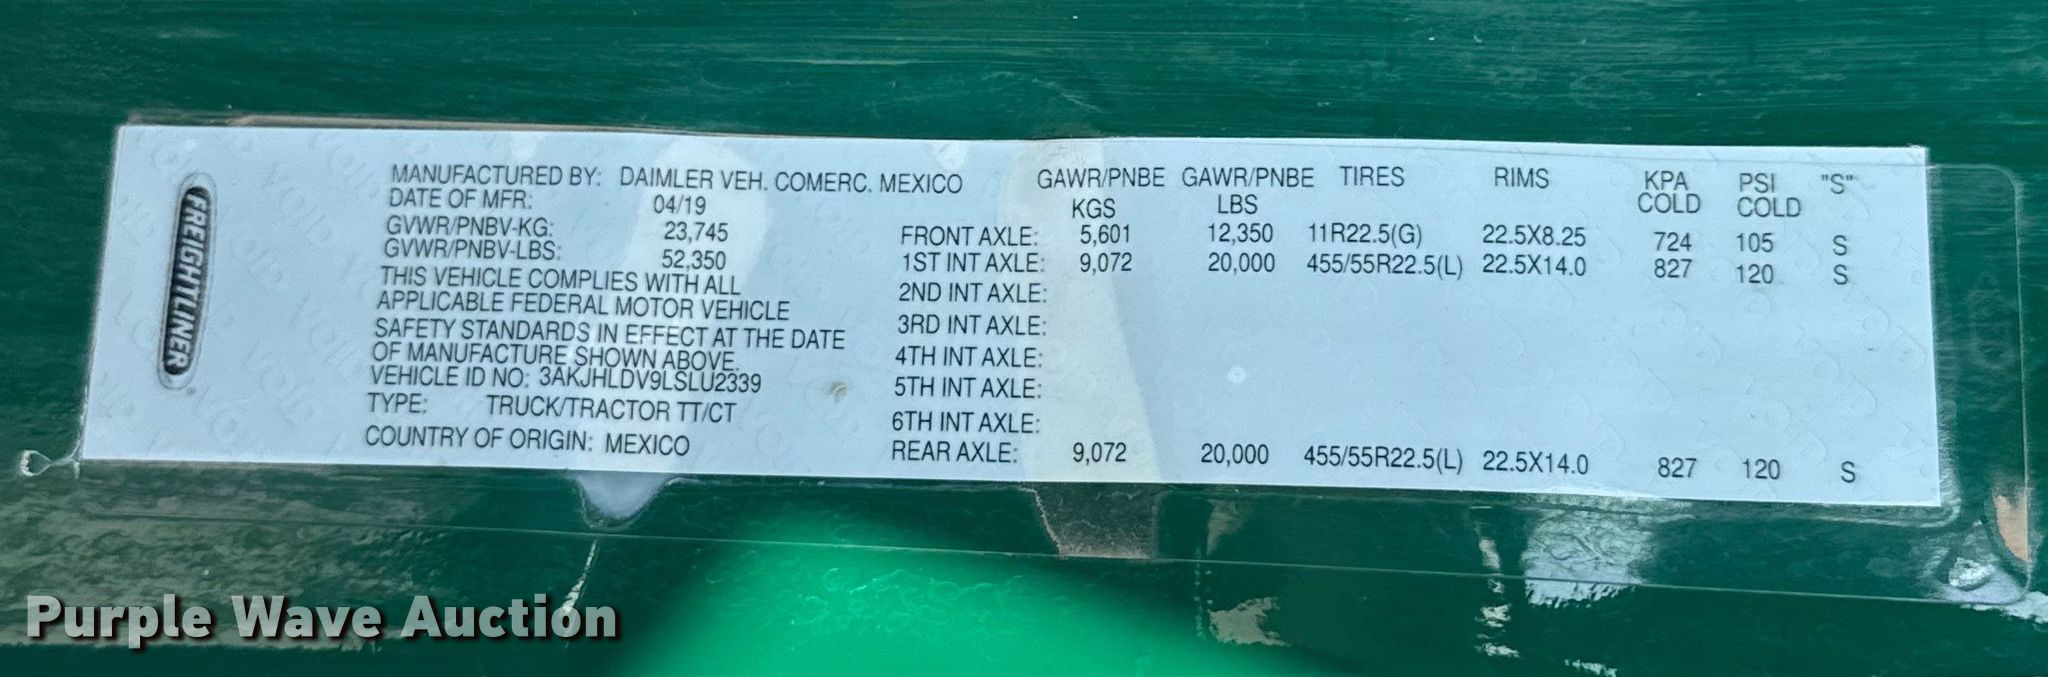 FREIGHTLINER
MANUFACTURED BY: DAIMLER VEH. COMERC. MEXICO
DATE OF MFR: 04/19
GVWR/PNBV-KG: 23,745
GVWR/PNBV-LBS: 52,350
THIS VEHICLE COMPLIES WITH ALL
APPLICABLE FEDERAL MOTOR VEHICLE
SAFETY STANDARDS IN EFFECT AT THE DATE
OF MANUFACTURE SHOWN ABOVE.
VEHICLE ID NO: 3AKJHLDV9LSLU2339
TYPE: TRUCK/TRACTOR TT/CT
COUNTRY OF ORIGIN: MEXICO
GAWR/PNBE GAWR/PNBE TIRES RIMS KPA PSI "S"
KGS LBS COLD COLD
FRONT AXLE: 5,601 12,350 11R22.5(G) 22.5X8.25 724 105 S
1ST INT AXLE: 9,072 20,000 455/55R22.5(L) 22.5X14.0 827 120 S
2ND INT AXLE:
3RD INT AXLE:
4TH INT AXLE:
5TH INT AXLE:
6TH INT AXLE:
REAR AXLE: 9,072 20,000 455/55R22.5(L) 22.5X14.0 827 120 S
Purple Wave Auction